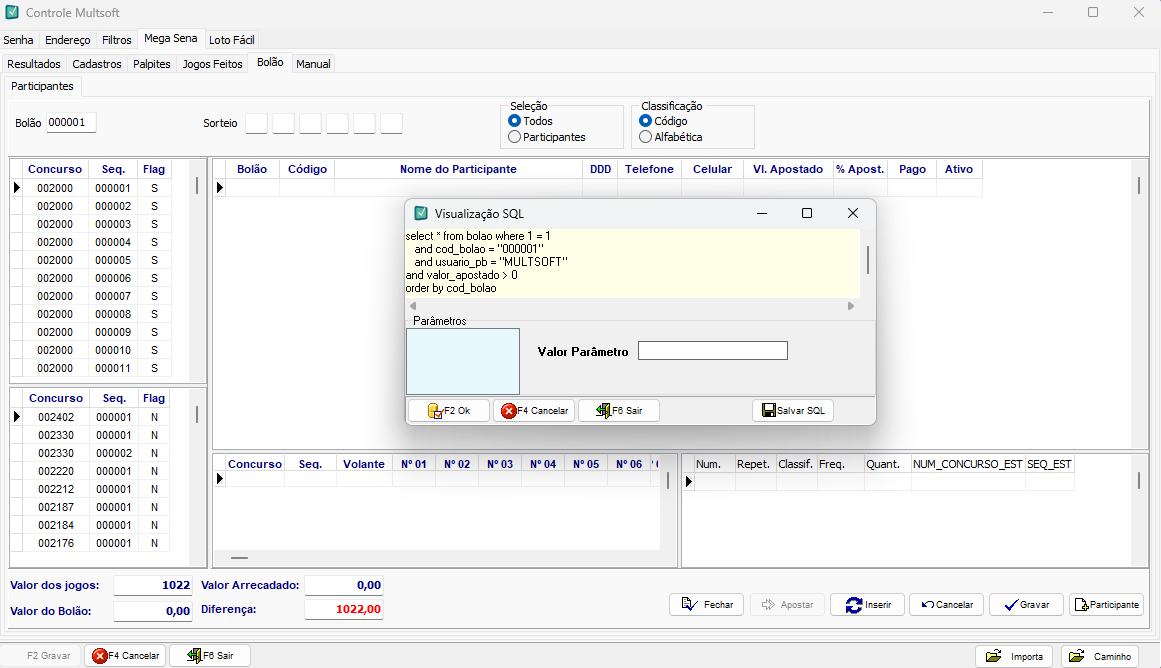 Controle Multsoft
Senha Endereço Filtros Mega Sena Loto Fácil
Resultados Cadastros Palpites Jogos Feitos Bolão Manual
Participantes
Bolão 000001 Sorteio
Seleção
Todos
Participantes
Classificação
Código
Alfabética
Concurso Seq. Flag
002000 000001 S
002000 000002 S
002000 000003 S
002000 000004 S
002000 000005 S
002000 000006 S
002000 000007 S
002000 000008 S
002000 000009 S
002000 000010 S
002000 000011 S
Bolão Código Nome do Participante DDD Telefone Celular Vl. Apostado % Apost. Pago Ativo
Visualização SQL
select * from bolao where 1 = 1
and cod_bolao = "000001"
and usuario_pb = "MULTSOFT"
and valor_apostado > 0
order by cod_bolao
Parâmetros
Valor Parâmetro
F2 Ok F4 Cancelar F6 Sair Salvar SQL
Concurso Seq. Flag
002402 000001 N
002330 000001 N
002330 000002 N
002220 000001 N
002212 000001 N
002187 000001 N
002184 000001 N
002176 000001 N
Concurso Seq. Volante Nº 01 Nº 02 Nº 03 Nº 04 Nº 05 Nº 06
Num. Repet. Classif. Freq. Quant. NUM_CONCURSO_EST SEQ_EST
Valor dos jogos: 1022 Valor Arrecadado: 0,00
Valor do Bolão: 0,00 Diferença: 1022,00
Fechar Apostar Inserir Cancelar Gravar Participante
F2 Gravar F4 Cancelar F6 Sair Importa Caminho